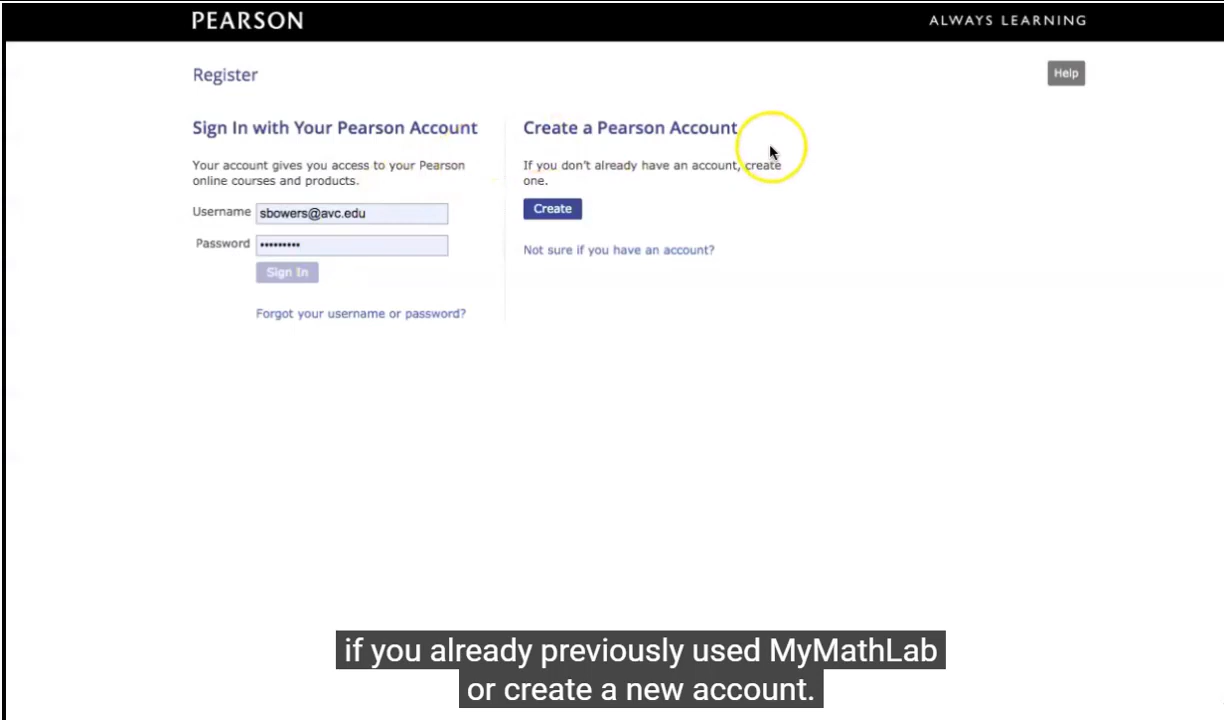 PEARSON
ALWAYS LEARNING
Register
Help
Sign In with Your Pearson Account
Your account gives you access to your Pearson
online courses and products.
Username sbowers@avc.edu
Password •••••••••
Sign In
Forgot your username or password?
Create a Pearson Account
If you don't already have an account, create
one.
Create
Not sure if you have an account?
if you already previously used MyMathLab
or create a new account.